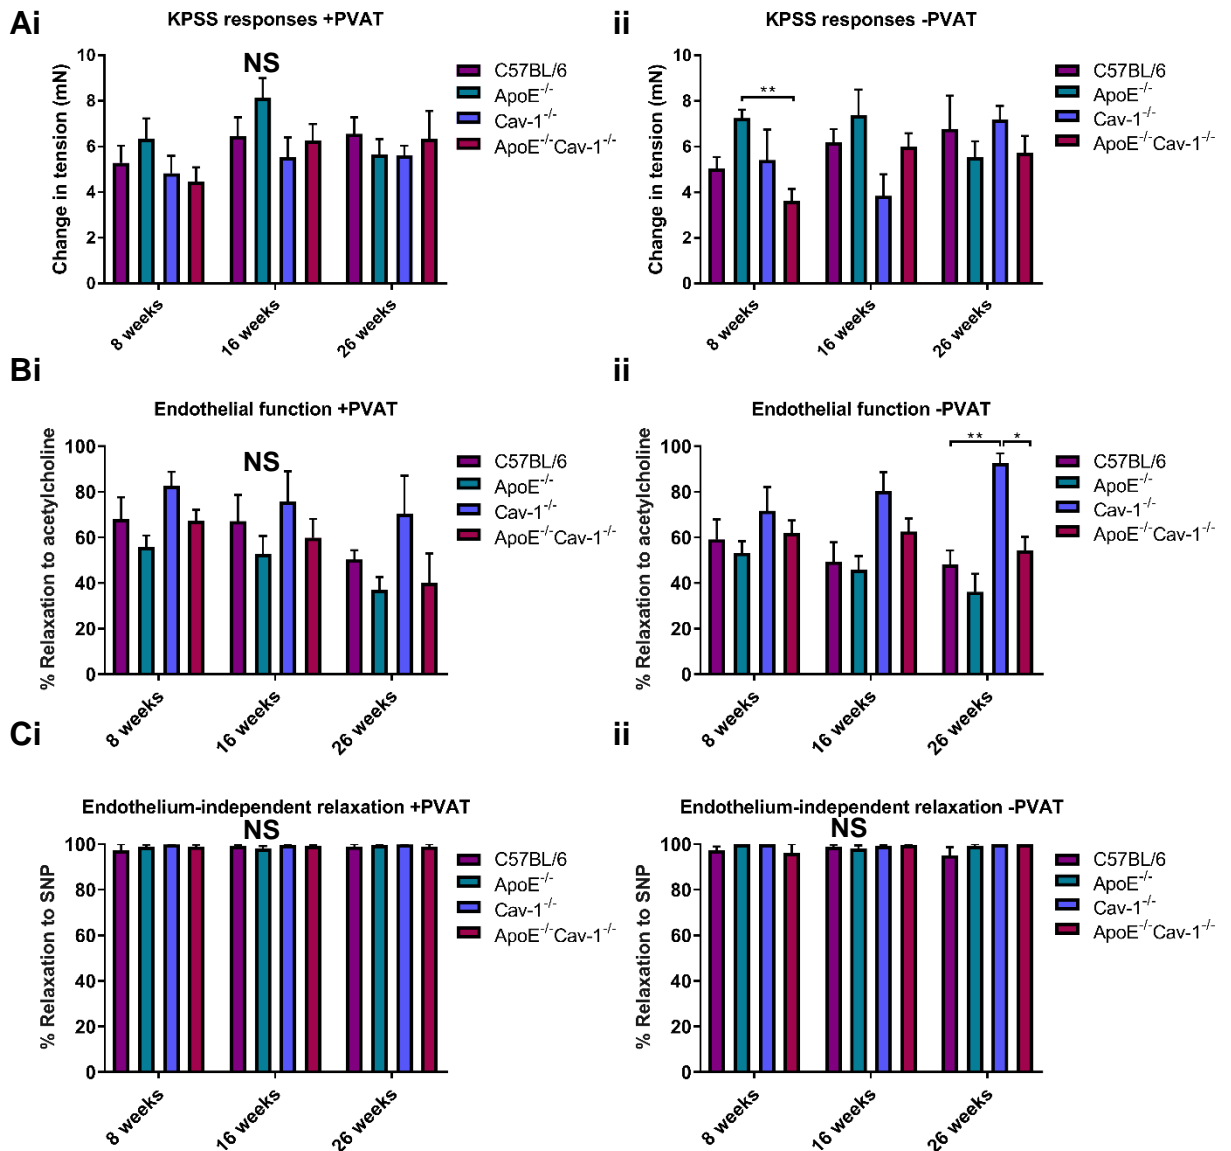 Ai
KPSS responses +PVAT
NS
Change in tension (mN)
10
8
6
4
2
0
8 weeks
16 weeks
26 weeks
C57BL/6
ApoE-/-
Cav-1-/-
ApoE-/-Cav-1-/-
ii
KPSS responses -PVAT
**
Change in tension (mN)
10
8
6
4
2
0
8 weeks
16 weeks
26 weeks
C57BL/6
ApoE-/-
Cav-1-/-
ApoE-/-Cav-1-/-
Bi
Endothelial function +PVAT
NS
% Relaxation to acetylcholine
100
80
60
40
20
0
8 weeks
16 weeks
26 weeks
C57BL/6
ApoE-/-
Cav-1-/-
ApoE-/-Cav-1-/-
ii
Endothelial function -PVAT
** *
% Relaxation to acetylcholine
100
80
60
40
20
0
8 weeks
16 weeks
26 weeks
C57BL/6
ApoE-/-
Cav-1-/-
ApoE-/-Cav-1-/-
Ci
Endothelium-independent relaxation +PVAT
NS
% Relaxation to SNP
100
80
60
40
20
0
8 weeks
16 weeks
26 weeks
C57BL/6
ApoE-/-
Cav-1-/-
ApoE-/-Cav-1-/-
ii
Endothelium-independent relaxation -PVAT
NS
% Relaxation to SNP
100
80
60
40
20
0
8 weeks
16 weeks
26 weeks
C57BL/6
ApoE-/-
Cav-1-/-
ApoE-/-Cav-1-/-